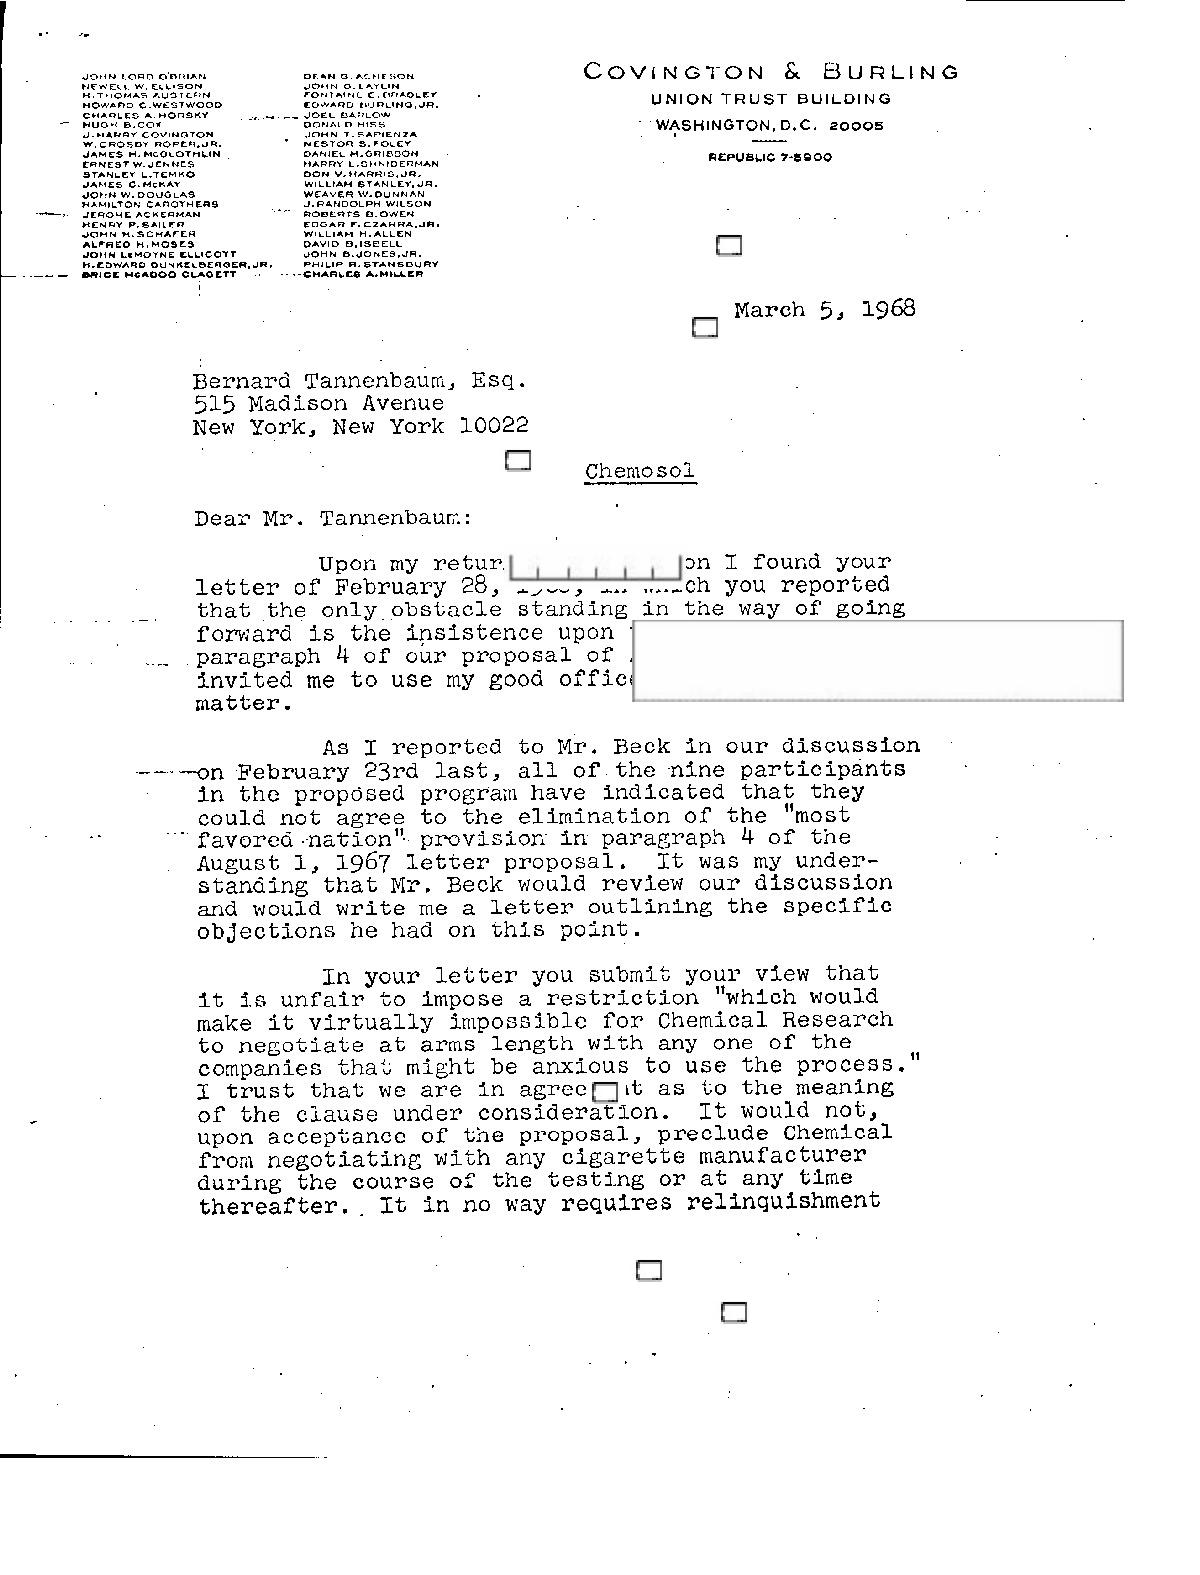 JOHN LORD O'BRIAN
NEWELL W. ELLISON
H. THOMAS AUSTERN
HOWARD C. WESTWOOD
CHARLES A. HORSKY
HUGH B. COX
J. HARRY COVINGTON
W. CROSBY ROPER, JR.
JAMES H. McGLOTHLIN
ERNEST W. JENNES
STANLEY L. TEMKO
JAMES C. McKAY
JOHN W. DOUGLAS
HAMILTON CAROTHERS
JEROME ACKERMAN
HENRY P. SAILER
JOHN H. SCHAFER
ALFRED H. MOSES
JOHN LEMOYNE ELLICOTT
H. EDWARD DUNKELBERGER, JR.
BRICE McADOO CLAGETT
DEAN G. ACHESON
JOHN G. LAYLIN
FONTAINE C. BRADLEY
EDWARD BURLING, JR.
JOEL BARLOW
DONALD HISS
JOHN T. SAPIENZA
NESTOR S. FOLEY
DANIEL M. GRIBBON
HARRY L. SHNIDERMAN
DON V. HARRIS, JR.
WILLIAM STANLEY, JR.
WEAVER W. DUNNAN
J. RANDOLPH WILSON
ROBERTS B. OWEN
EDGAR F. CZARRA, JR.
WILLIAM H. ALLEN
DAVID B. ISBELL
JOHN B. JONES, JR.
PHILIP R. STANSBURY
CHARLES A. MILLER
COVINGTON & BURLING
UNION TRUST BUILDING
WASHINGTON, D.C. 20005
REPUBLIC 7-5900
March 5, 1968
Bernard Tannenbaum, Esq.
515 Madison Avenue
New York, New York 10022
Chemosol
Dear Mr. Tannenbaum:
Upon my I found your
letter of February 28, you reported
that the only obstacle standing in the way of going
forward is the insistence upon
paragraph 4 of our proposal of
invited me to use my good
matter.
As I reported to Mr. Beck in our discussion
on February 23rd last, all of the nine participants
in the proposed program have indicated that they
could not agree to the elimination of the "most
favored nation" provision in paragraph 4 of the
August 1, 1967 letter proposal. It was my under-
standing that Mr. Beck would review our discussion
and would write me a letter outlining the specific
objections he had on this point.
In your letter you submit your view that
it is unfair to impose a restriction "which would
make it virtually impossible for Chemical Research
to negotiate at arms length with any one of the
companies that might be anxious to use the process."
I trust that we are in as to the meaning
of the clause under consideration. It would not,
upon acceptance of the proposal, preclude Chemical
from negotiating with any cigarette manufacturer
during the course of the testing or at any time
thereafter. It in no way requires relinquishment